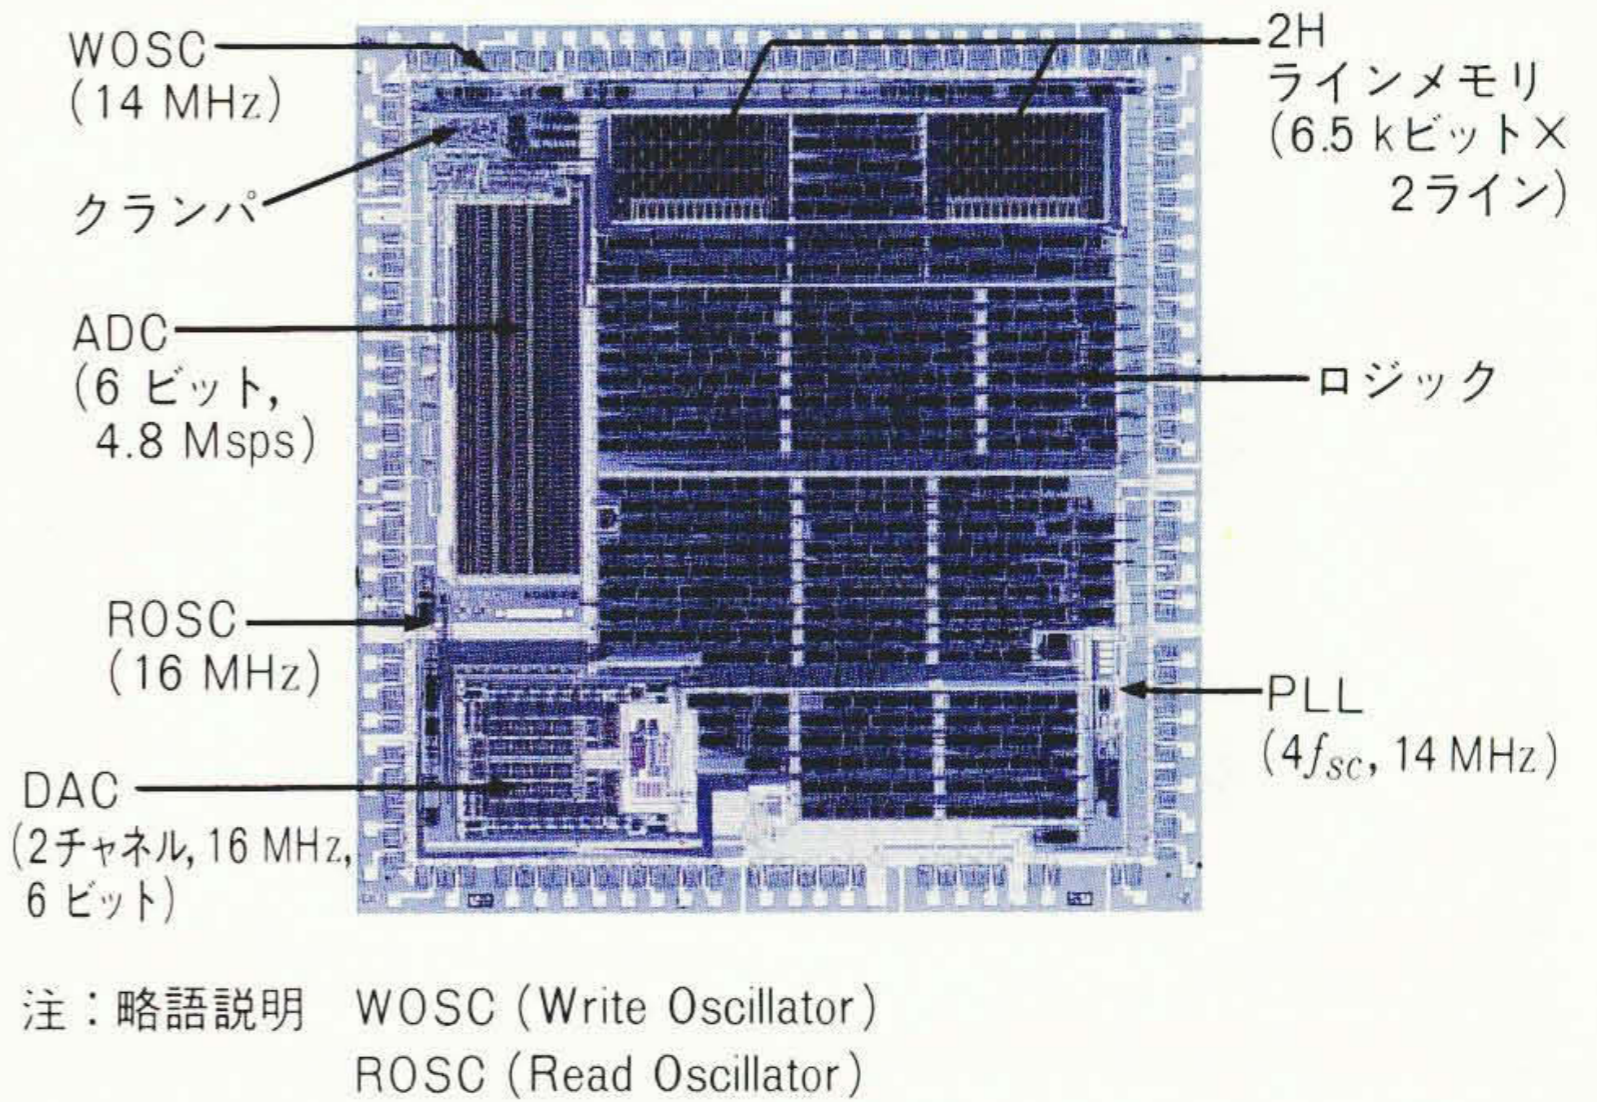 WOSC
(14 MHz)
クランパ
ADC
(6 ビット,
4.8 Msps)
ROSC
(16 MHz)
DAC
(2チャネル, 16 MHz,
6 ビット)
2H
ラインメモリ
(6.5 kビット×
2ライン)
ロジック
PLL
(4fsc, 14 MHz)
注：略語説明 WOSC (Write Oscillator)
ROSC (Read Oscillator)